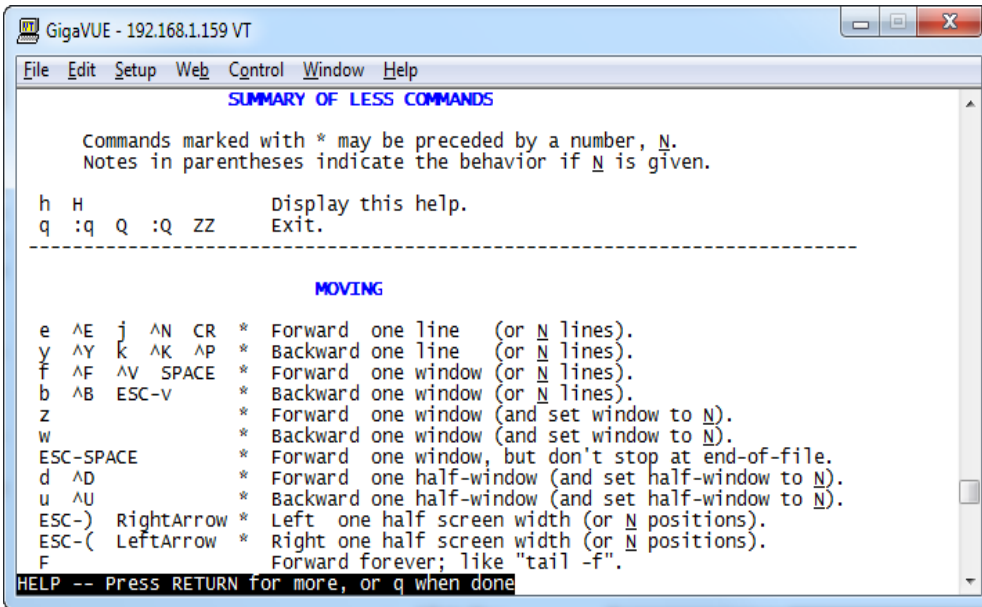 GigaVUE - 192.168.1.159 VT
File Edit Setup Web Control Window Help
SUMMARY OF LESS COMMANDS
Commands marked with * may be preceded by a number, N.
Notes in parentheses indicate the behavior if N is given.
h H Display this help.
q :q Q :Q ZZ Exit.
---------------------------------------------------------------------------
MOVING
e ^E j ^N CR * Forward one line (or N lines).
y ^Y k ^K ^P * Backward one line (or N lines).
f ^F ^V SPACE * Forward one window (or N lines).
b ^B ESC-v * Backward one window (or N lines).
z * Forward one window (and set window to N).
w * Backward one window (and set window to N).
ESC-SPACE * Forward one window, but don't stop at end-of-file.
d ^D * Forward one half-window (and set half-window to N).
u ^U * Backward one half-window (and set half-window to N).
ESC-) RightArrow * Left one half screen width (or N positions).
ESC-( LeftArrow * Right one half screen width (or N positions).
F Forward forever; like "tail -f".
HELP -- Press RETURN for more, or q when done